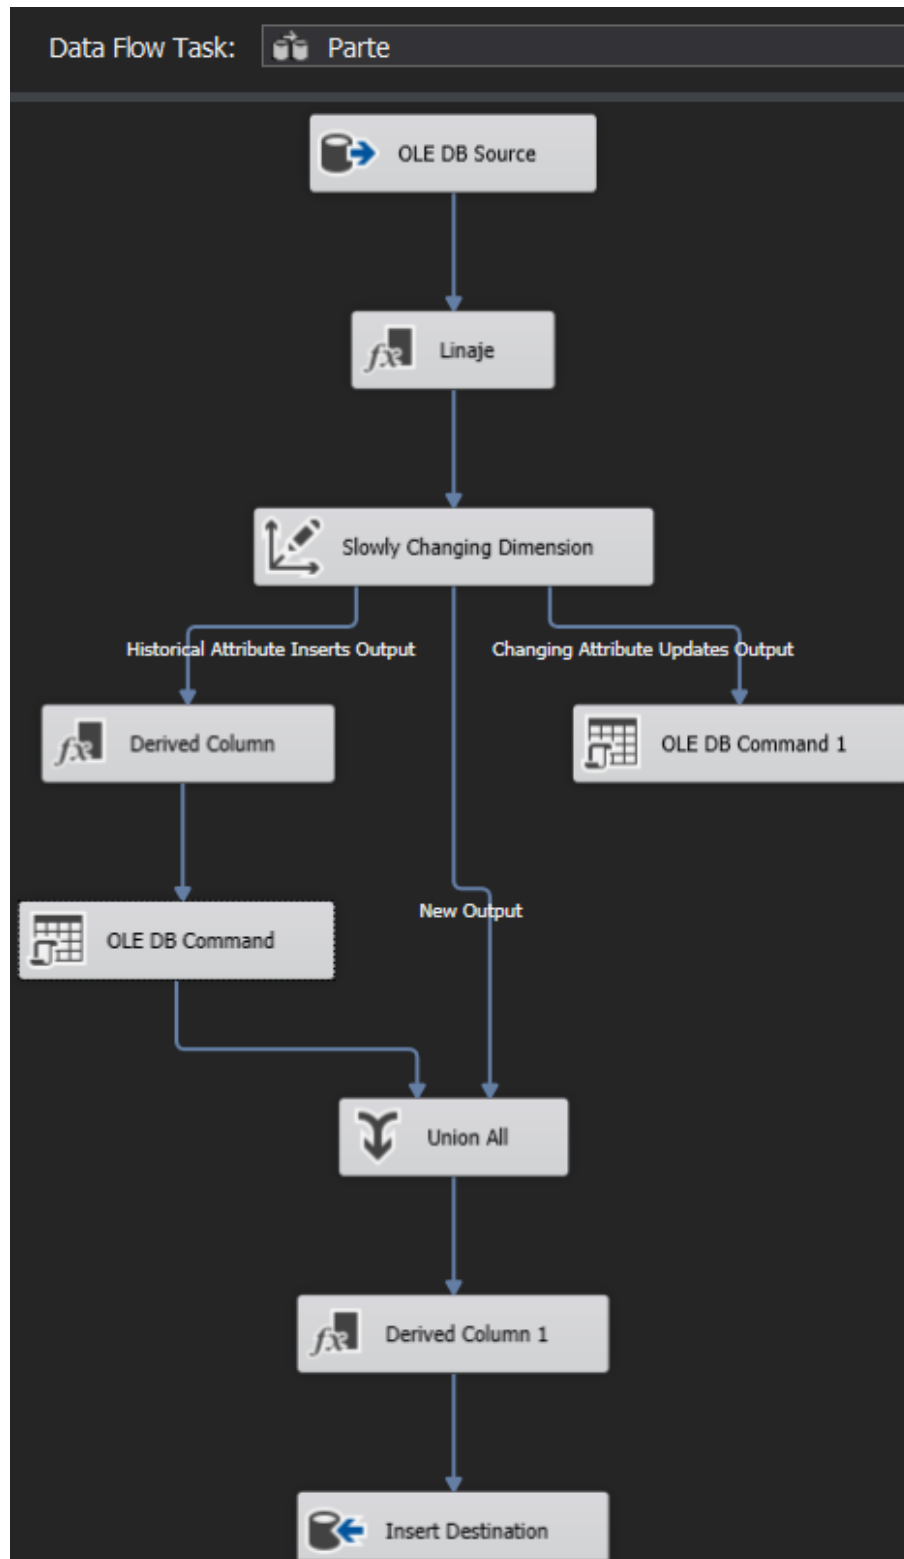 Data Flow Task: Parte
OLE DB Source
Linaje
Slowly Changing Dimension
Historical Attribute Inserts Output
Changing Attribute Updates Output
Derived Column
OLE DB Command 1
OLE DB Command
New Output
Union All
Derived Column 1
Insert Destination